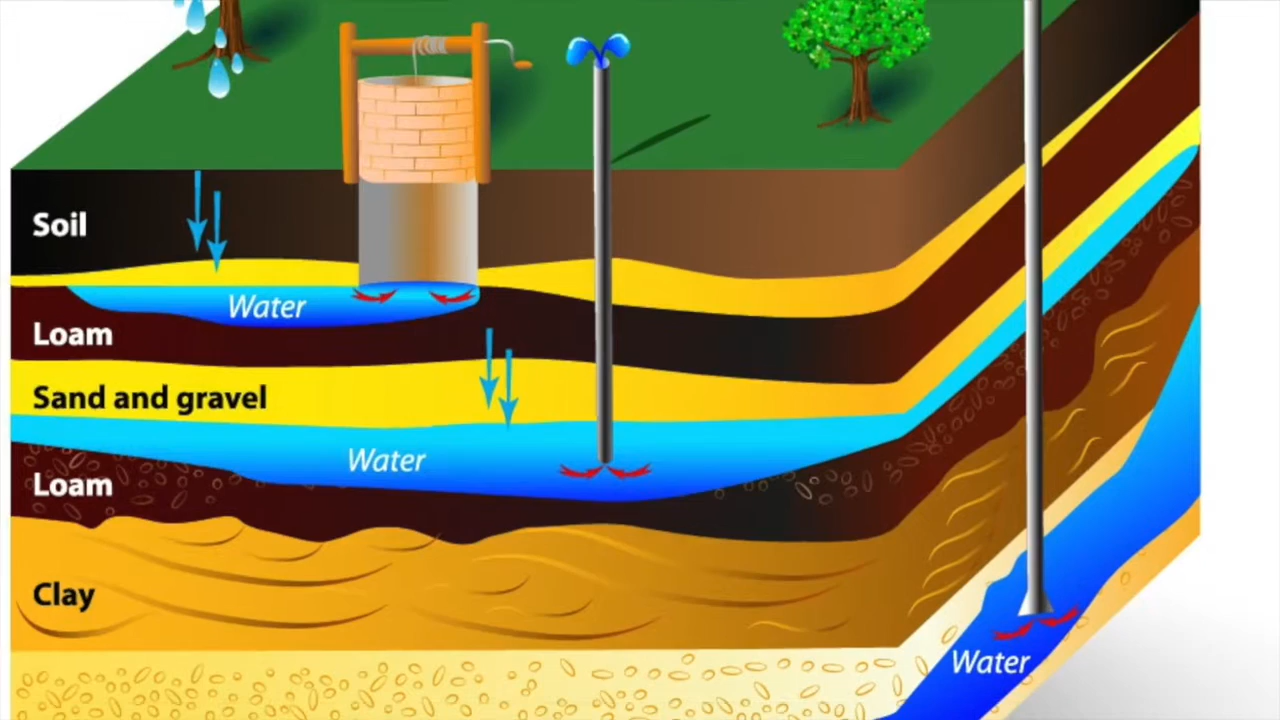 Soil
Water
Loam
Sand and gravel
Water
Loam
Clay
Water